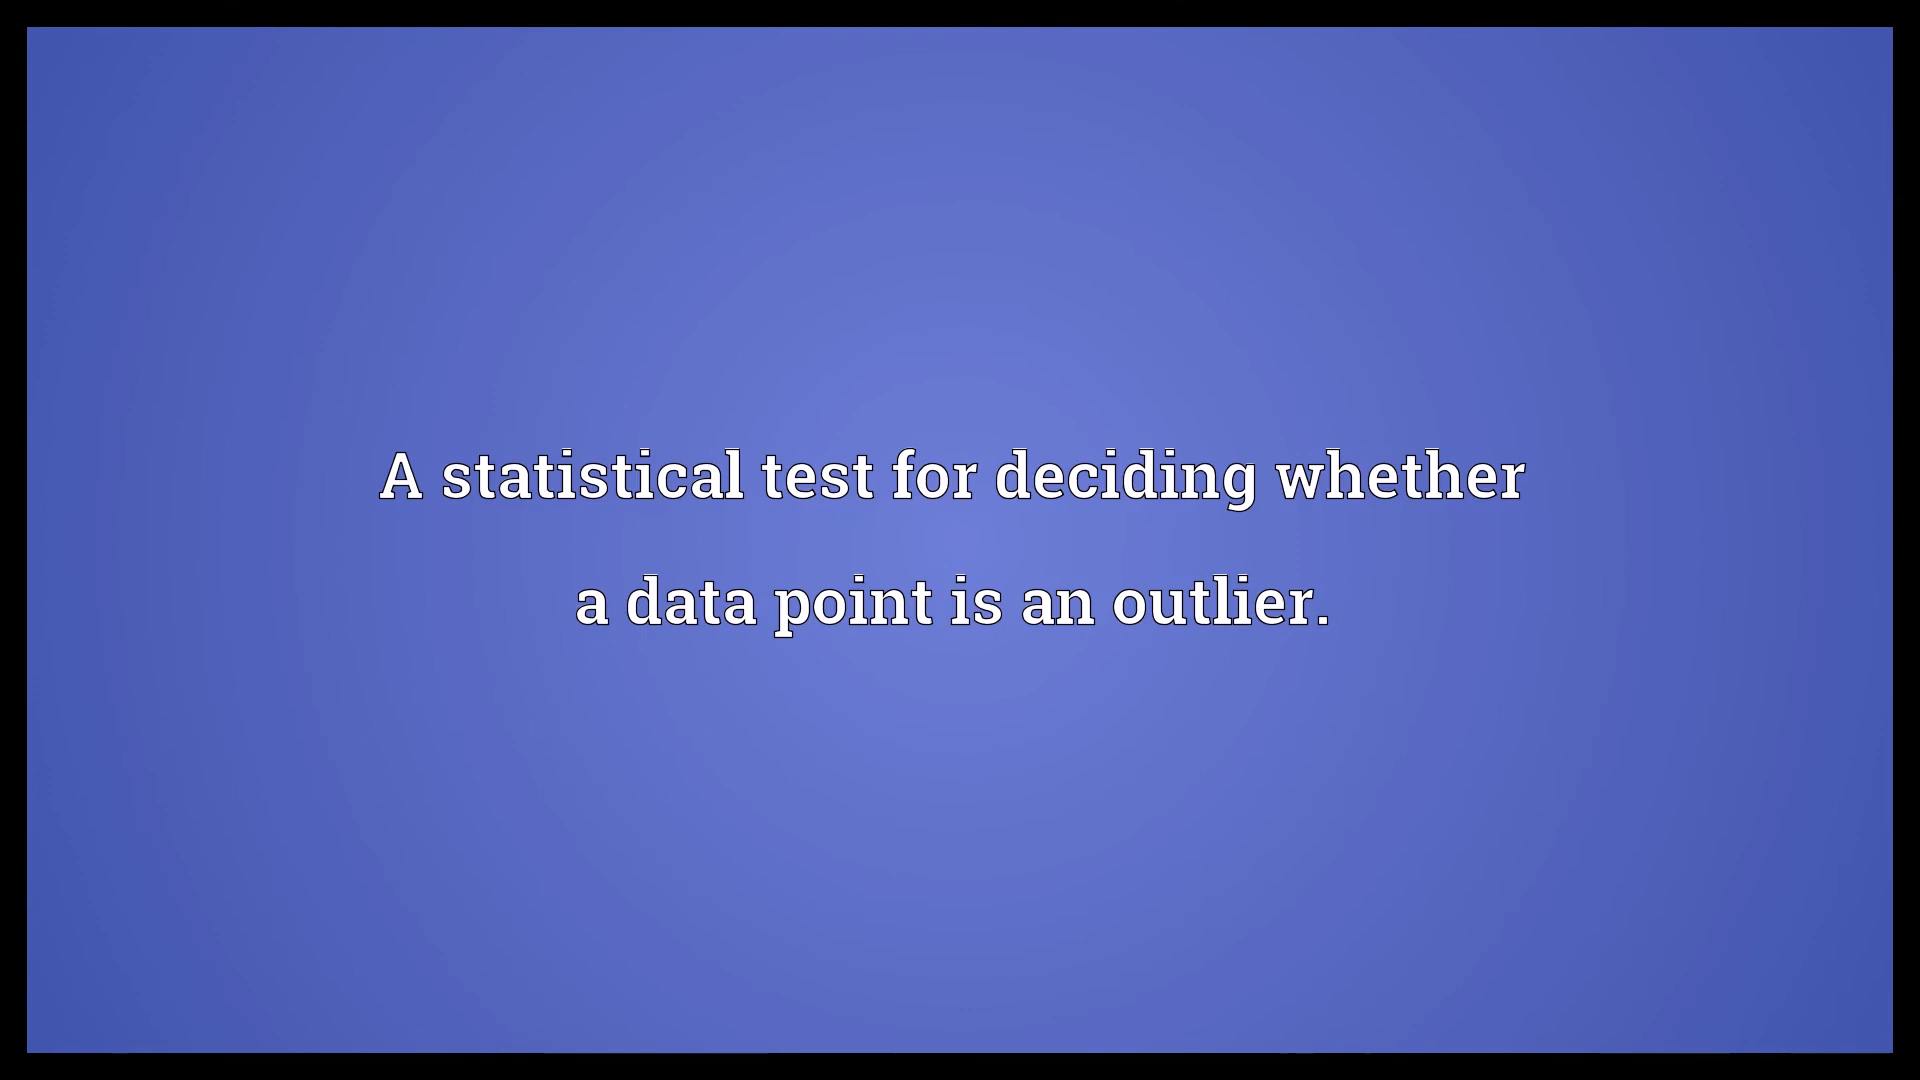 A statistical test for deciding whether
a data point is an outlier.